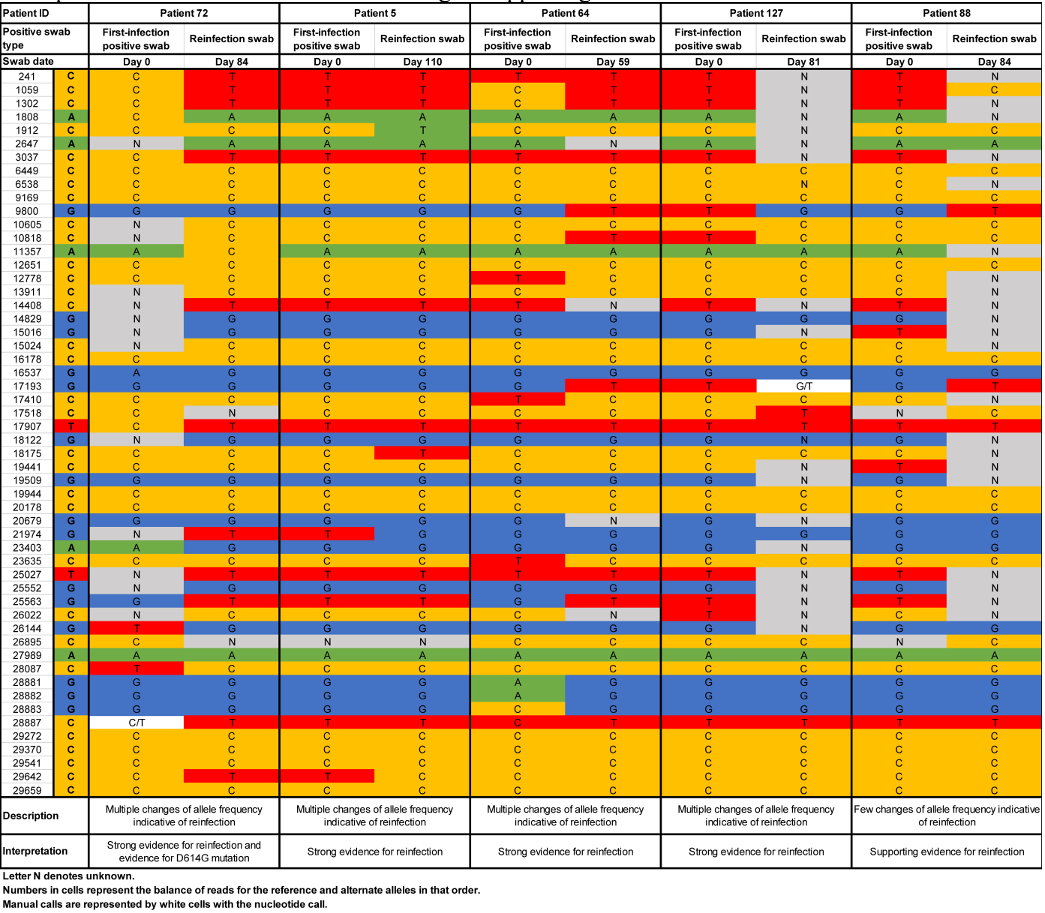 Patient ID Patient 72 Patient 5 Patient 64 Patient 127 Patient 88
Positive swab type First-infection positive swab Reinfection swab First-infection positive swab Reinfection swab First-infection positive swab Reinfection swab First-infection positive swab Reinfection swab First-infection positive swab Reinfection swab
Swab date Day 0 Day 84 Day 0 Day 110 Day 0 Day 59 Day 0 Day 81 Day 0 Day 84
241 C C T T T T T T N T N
1059 C C T T T C T T N T C
1302 C C T T T C T T N T N
1808 A C A A A A A A N A N
1912 C C C C T C C C N C C
2647 A N A A A A N A N A A
3037 C C T T T T T T N T N
6449 C C C C C C C C C C C
6538 C C C C C C C C N C N
9169 C C C C C C C C C C C
9800 G G G G G G T T G G T
10605 C N C C C C C C C C C
10818 C N C C C C T T C C C
11357 A A C A A A A A A A N
12651 C C C C C C C C C C C
12778 C C C C C T C C C C N
13911 C N C C C C C C C C N
14408 C N T T T T N T N T N
14829 G N G G G G G G G G N
15016 G N G G G G G G N T N
15024 C N C C C C C C C C N
16178 C C C C C C C C C C C
16537 G A G G G G G G G G G
17193 G G G G G G T T G/T G T
17410 C C C C C T C C C C N
17518 C C N C C C C C T N C
17907 T C T T T T T T T T T
18122 G N G G G G G G N G N
18175 C C C C T C C C C C N
19441 C C C C C C C C N T N
19509 G G G G G G G G N G N
19944 C C C C C C C C C C C
20178 C C C C C C C C C C C
20679 G G G G G G N G N G G
21974 G N T T G G G G G G G
23403 A A G G G G G G N G G
23635 C C C C C T C C C C C
25027 T N T T T T T T N T N
25552 G N G G G G G G N G N
25563 G G T T T G T T N T N
26022 C N C C C C N T N C N
26144 G T G G G G G G N G G
26895 C C N N N C C C C N C
27989 A A A A A A A A A A A
28087 C T C C C C C C C C C
28881 G G G G G A G G G G G
28882 G G G G G A G G G G G
28883 G G G G G C G G G G G
28887 C C/T T T T C T T T T T
29272 C C C C C C C C C C C
29370 C C C C C C C C C C C
29541 C C C C C C C C C C C
29642 C C T T C C C C C C C
29659 C C C C C C C C C C C
Description Multiple changes of allele frequency indicative of reinfection Multiple changes of allele frequency indicative of reinfection Multiple changes of allele frequency indicative of reinfection Multiple changes of allele frequency indicative of reinfection Few changes of allele frequency indicative of reinfection
Interpretation Strong evidence for reinfection and evidence for D614G mutation Strong evidence for reinfection Strong evidence for reinfection Strong evidence for reinfection Supporting evidence for reinfection
Letter N denotes unknown.
Numbers in cells represent the balance of reads for the reference and alternate alleles in that order.
Manual calls are represented by white cells with the nucleotide call.